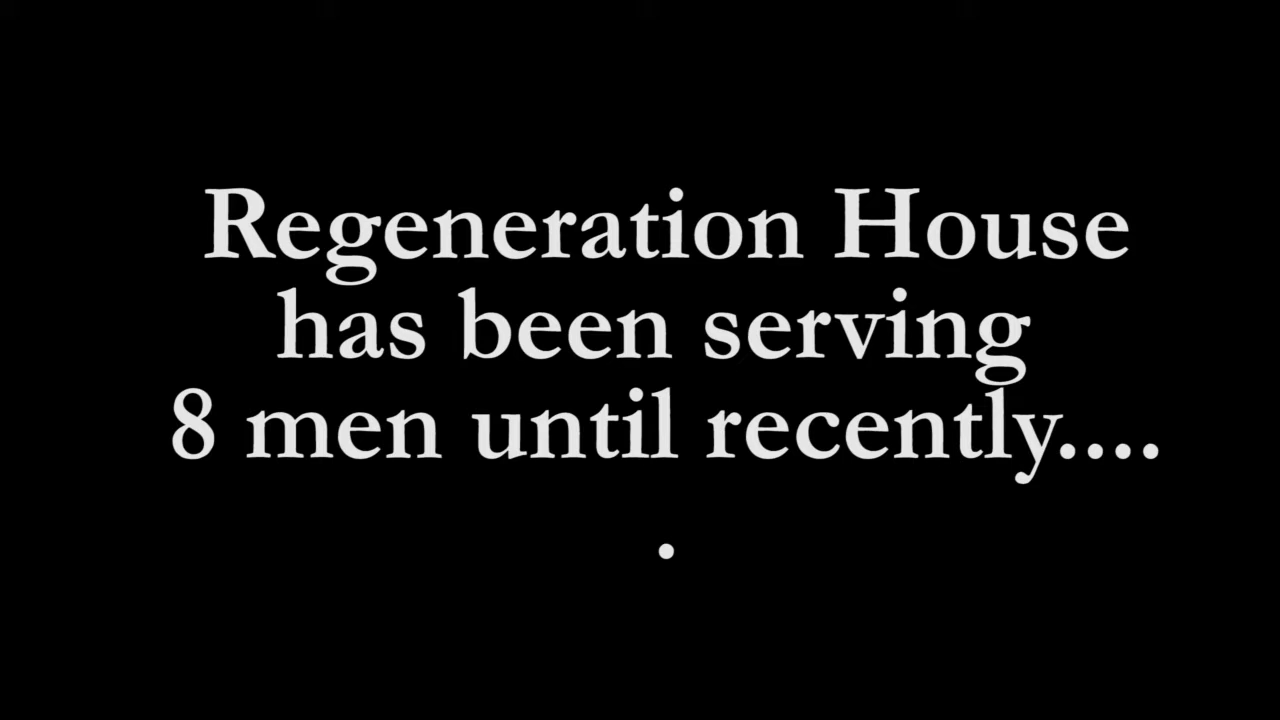 Regeneration House
has been serving
8 men until recently....
.